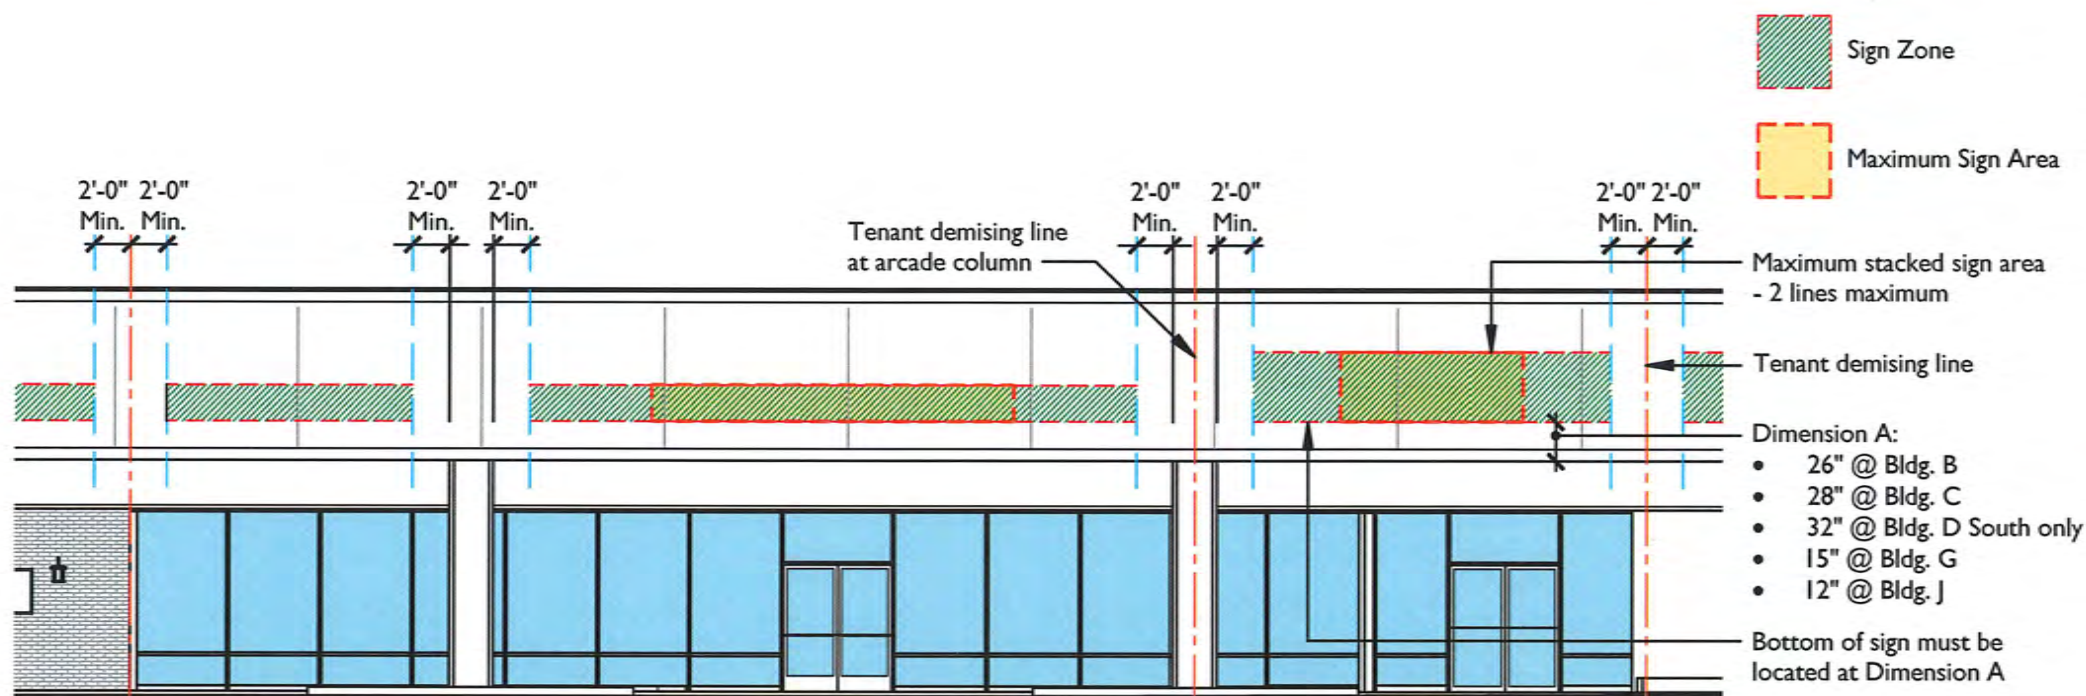 Sign Zone
Maximum Sign Area
2'-0" 2'-0"
Min. Min.
2'-0" 2'-0"
Min. Min.
2'-0" 2'-0"
Min. Min.
2'-0" 2'-0"
Min. Min.
Tenant demising line
at arcade column
Maximum stacked sign area
- 2 lines maximum
Tenant demising line
Dimension A:
• 26" @ Bldg. B
• 28" @ Bldg. C
• 32" @ Bldg. D South only
• 15" @ Bldg. G
• 12" @ Bldg. J
Bottom of sign must be
located at Dimension A